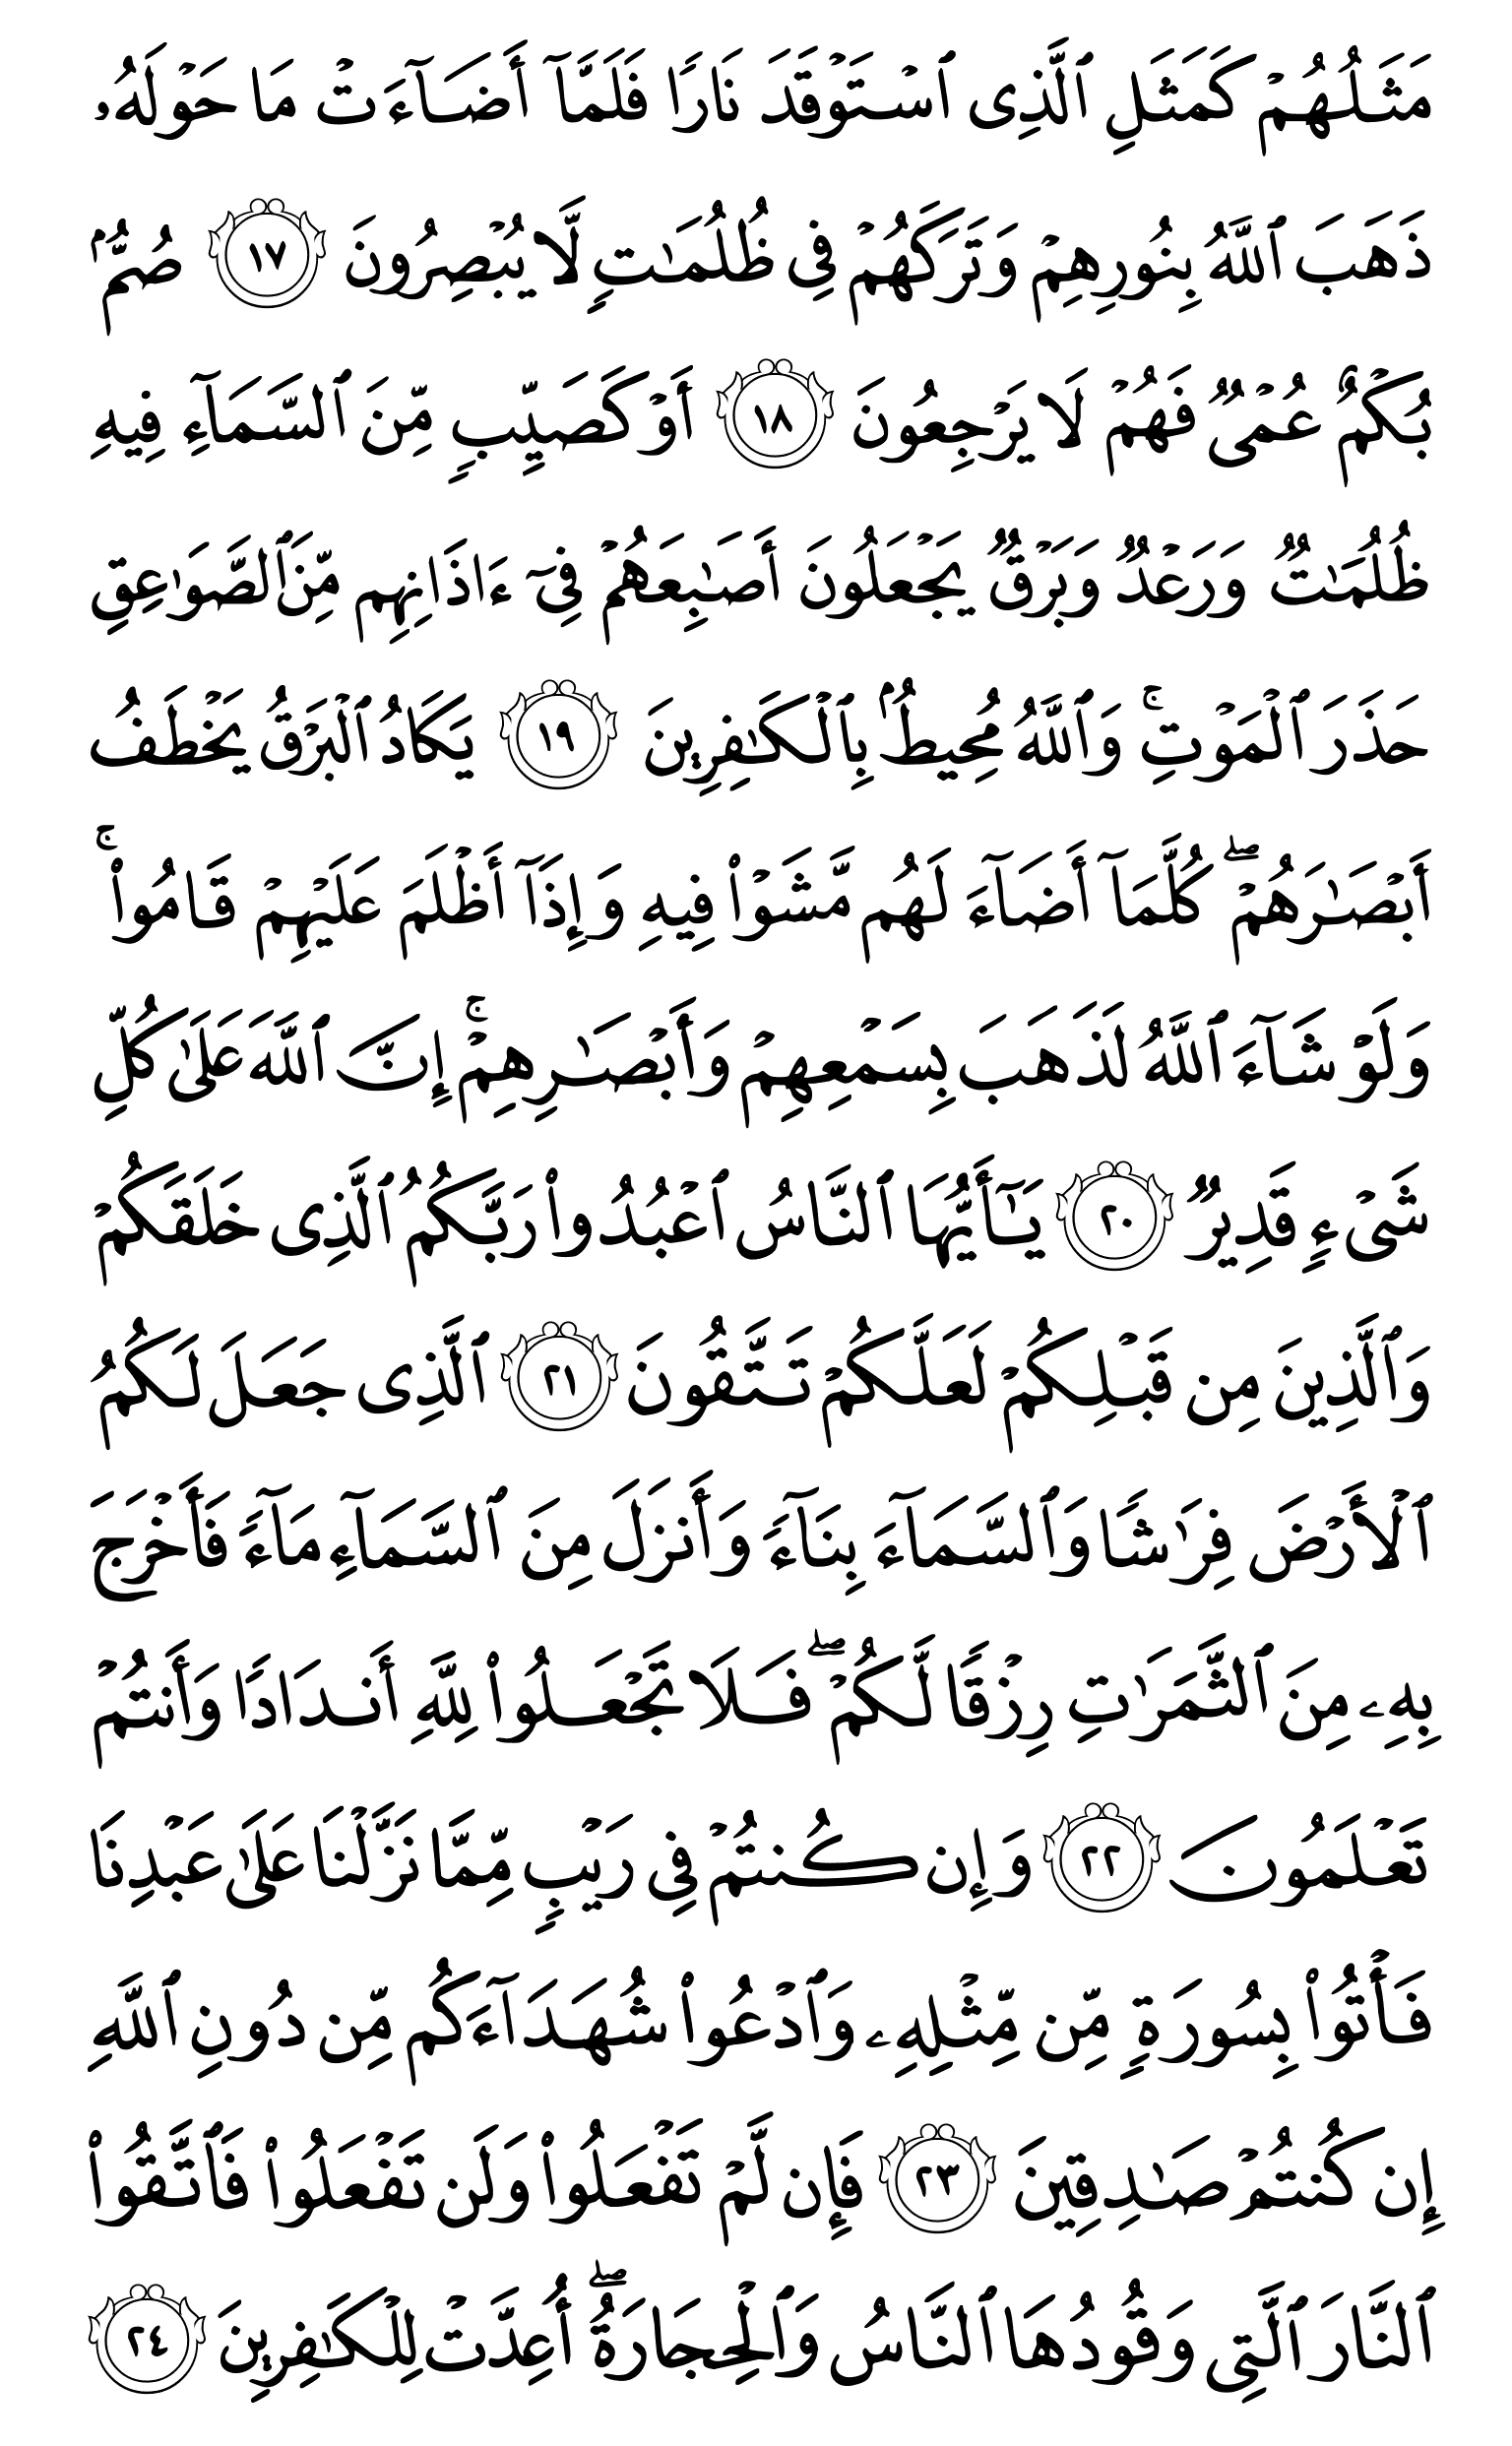 مَثَلُهُمْ كَمَثَلِ ٱلَّذِى ٱسْتَوْقَدَ نَارًا فَلَمَّآ أَضَآءَتْ مَا حَوْلَهُۥ
ذَهَبَ ٱللَّهُ بِنُورِهِمْ وَتَرَكَهُمْ فِى ظُلُمَـٰتٍ لَّا يُبْصِرُونَ ١٧ صُمٌّۢ
بُكْمٌ عُمْىٌ فَهُمْ لَا يَرْجِعُونَ ١٨ أَوْ كَصَيِّبٍ مِّنَ ٱلسَّمَآءِ فِيهِ
ظُلُمَـٰتٌ وَرَعْدٌ وَبَرْقٌ يَجْعَلُونَ أَصَـٰبِعَهُمْ فِىٓ ءَاذَانِهِم مِّنَ ٱلصَّوَٰعِقِ
حَذَرَ ٱلْمَوْتِ ۚ وَٱللَّهُ مُحِيطٌۢ بِٱلْكَـٰفِرِينَ ١٩ يَكَادُ ٱلْبَرْقُ يَخْطَفُ
أَبْصَـٰرَهُمْ ۖ كُلَّمَآ أَضَآءَ لَهُم مَّشَوْا۟ فِيهِ وَإِذَآ أَظْلَمَ عَلَيْهِمْ قَامُوا۟ ۚ
وَلَوْ شَآءَ ٱللَّهُ لَذَهَبَ بِسَمْعِهِمْ وَأَبْصَـٰرِهِمْ ۚ إِنَّ ٱللَّهَ عَلَىٰ كُلِّ
شَىْءٍ قَدِيرٌ ٢٠ يَـٰٓأَيُّهَا ٱلنَّاسُ ٱعْبُدُوا۟ رَبَّكُمُ ٱلَّذِى خَلَقَكُمْ
وَٱلَّذِينَ مِن قَبْلِكُمْ لَعَلَّكُمْ تَتَّقُونَ ٢١ ٱلَّذِى جَعَلَ لَكُمُ
ٱلْأَرْضَ فِرَٰشًا وَٱلسَّمَآءَ بِنَآءً وَأَنزَلَ مِنَ ٱلسَّمَآءِ مَآءً فَأَخْرَجَ
بِهِۦ مِنَ ٱلثَّمَرَٰتِ رِزْقًا لَّكُمْ ۖ فَلَا تَجْعَلُوا۟ لِلَّهِ أَندَادًا وَأَنتُمْ
تَعْلَمُونَ ٢٢ وَإِن كُنتُمْ فِى رَيْبٍ مِّمَّا نَزَّلْنَا عَلَىٰ عَبْدِنَا
فَأْتُوا۟ بِسُورَةٍ مِّن مِّثْلِهِۦ وَٱدْعُوا۟ شُهَدَآءَكُم مِّن دُونِ ٱللَّهِ
إِن كُنتُمْ صَـٰدِقِينَ ٢٣ فَإِن لَّمْ تَفْعَلُوا۟ وَلَن تَفْعَلُوا۟ فَٱتَّقُوا۟
ٱلنَّارَ ٱلَّتِى وَقُودُهَا ٱلنَّاسُ وَٱلْحِجَارَةُ ۖ أُعِدَّتْ لِلْكَـٰفِرِينَ ٢٤